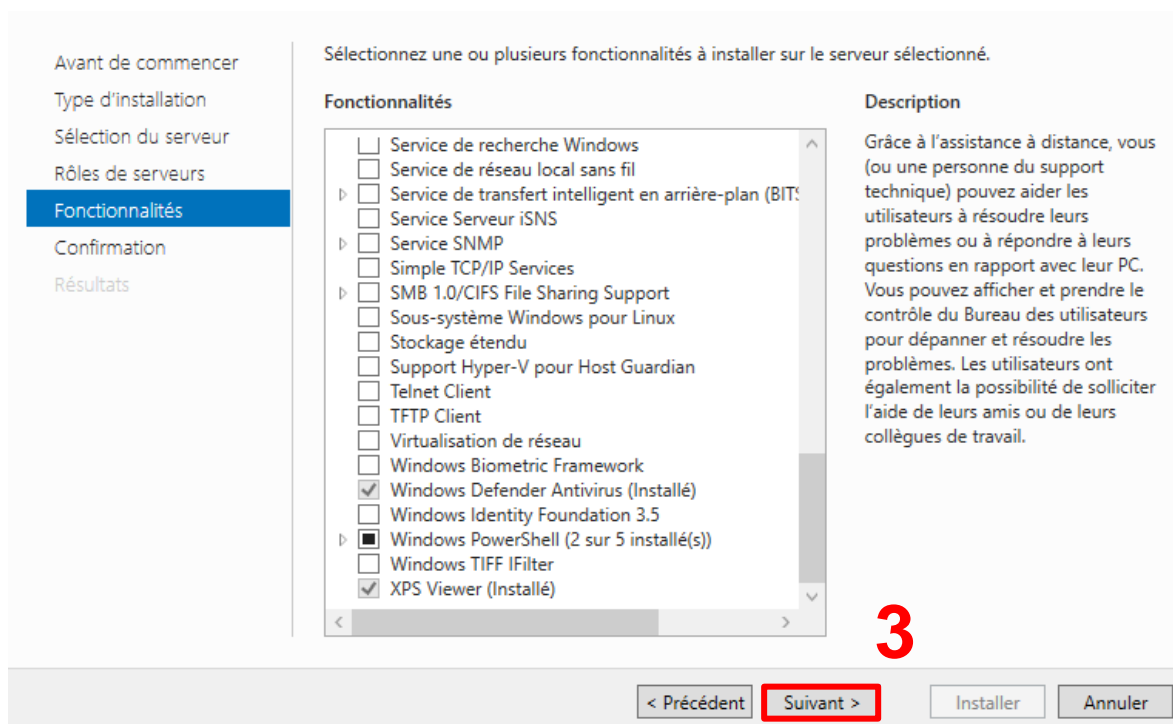 Avant de commencer
Type d'installation
Sélection du serveur
Rôles de serveurs
Fonctionnalités
Confirmation
Résultats
Sélectionnez une ou plusieurs fonctionnalités à installer sur le serveur sélectionné.
Fonctionnalités
Service de recherche Windows
Service de réseau local sans fil
Service de transfert intelligent en arrière-plan (BITS
Service Serveur iSNS
Service SNMP
Simple TCP/IP Services
SMB 1.0/CIFS File Sharing Support
Sous-système Windows pour Linux
Stockage étendu
Support Hyper-V pour Host Guardian
Telnet Client
TFTP Client
Virtualisation de réseau
Windows Biometric Framework
Windows Defender Antivirus (Installé)
Windows Identity Foundation 3.5
Windows PowerShell (2 sur 5 installé(s))
Windows TIFF IFilter
XPS Viewer (Installé)
Description
Grâce à l'assistance à distance, vous
(ou une personne du support
technique) pouvez aider les
utilisateurs à résoudre leurs
problèmes ou à répondre à leurs
questions en rapport avec leur PC.
Vous pouvez afficher et prendre le
contrôle du Bureau des utilisateurs
pour dépanner et résoudre les
problèmes. Les utilisateurs ont
également la possibilité de solliciter
l'aide de leurs amis ou de leurs
collègues de travail.
3
< Précédent
Suivant >
Installer
Annuler